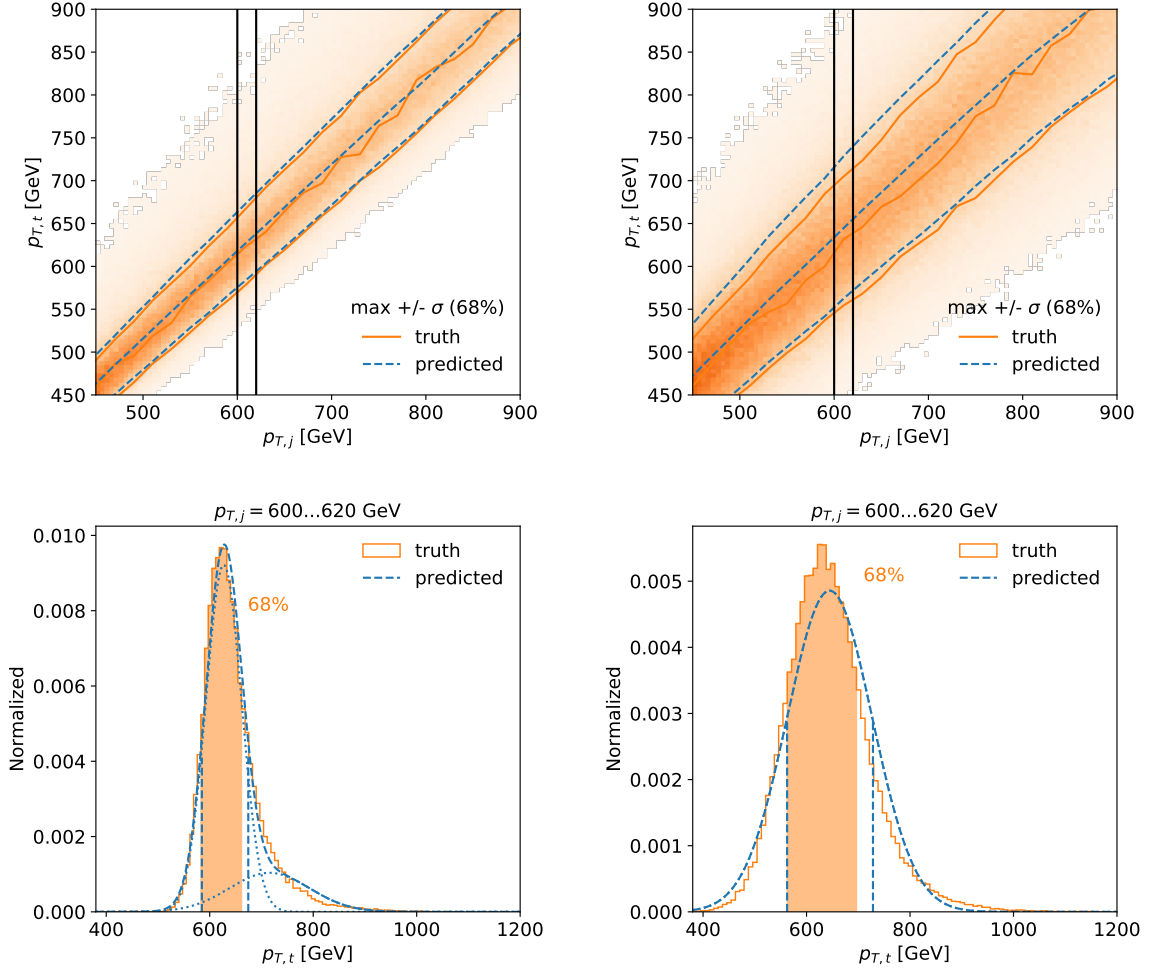 900
850
800
750
700
650
600
550
500
450
p_{T,t} [GeV]
max +/- σ (68%)
truth
predicted
500
600
700
800
900
p_{T,j} [GeV]
900
850
800
750
700
650
600
550
500
450
p_{T,t} [GeV]
max +/- σ (68%)
truth
predicted
500
600
700
800
900
p_{T,j} [GeV]
p_{T,j} = 600...620 GeV
0.010
0.008
0.006
0.004
0.002
0.000
Normalized
truth
predicted
68%
400
600
800
1000
1200
p_{T,t} [GeV]
p_{T,j} = 600...620 GeV
0.005
0.004
0.003
0.002
0.001
0.000
Normalized
truth
predicted
68%
400
600
800
1000
1200
p_{T,t} [GeV]